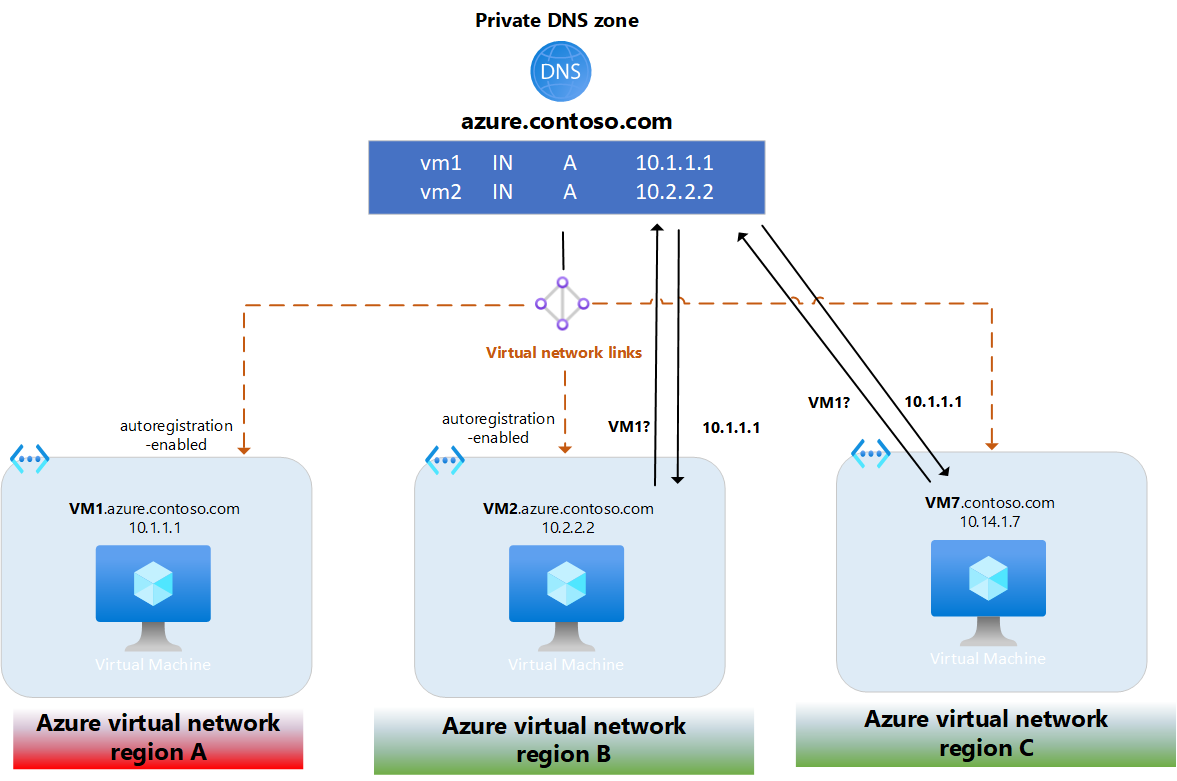 Private DNS zone
DNS
azure.contoso.com
vm1 IN A 10.1.1.1
vm2 IN A 10.2.2.2
Virtual network links
autoregistration
-enabled
autoregistration
-enabled
VM1?
10.1.1.1
VM1?
10.1.1.1
VM1.azure.contoso.com
10.1.1.1
Virtual Machine
VM2.azure.contoso.com
10.2.2.2
Virtual Machine
VM7.contoso.com
10.14.1.7
Virtual Machine
Azure virtual network
region A
Azure virtual network
region B
Azure virtual network
region C